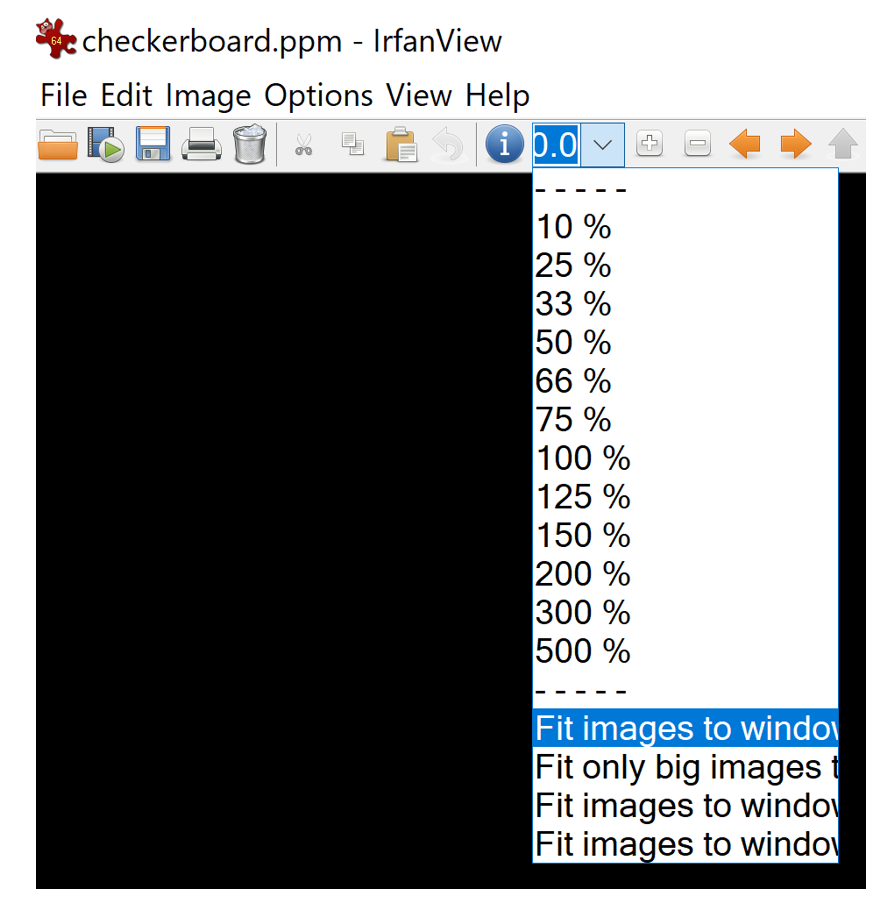 64
checkerboard.ppm - IrfanView
File Edit Image Options View Help
0.0
- - - - -
10 %
25 %
33 %
50 %
66 %
75 %
100 %
125 %
150 %
200 %
300 %
500 %
- - - - -
Fit images to window
Fit only big images t
Fit images to window
Fit images to window